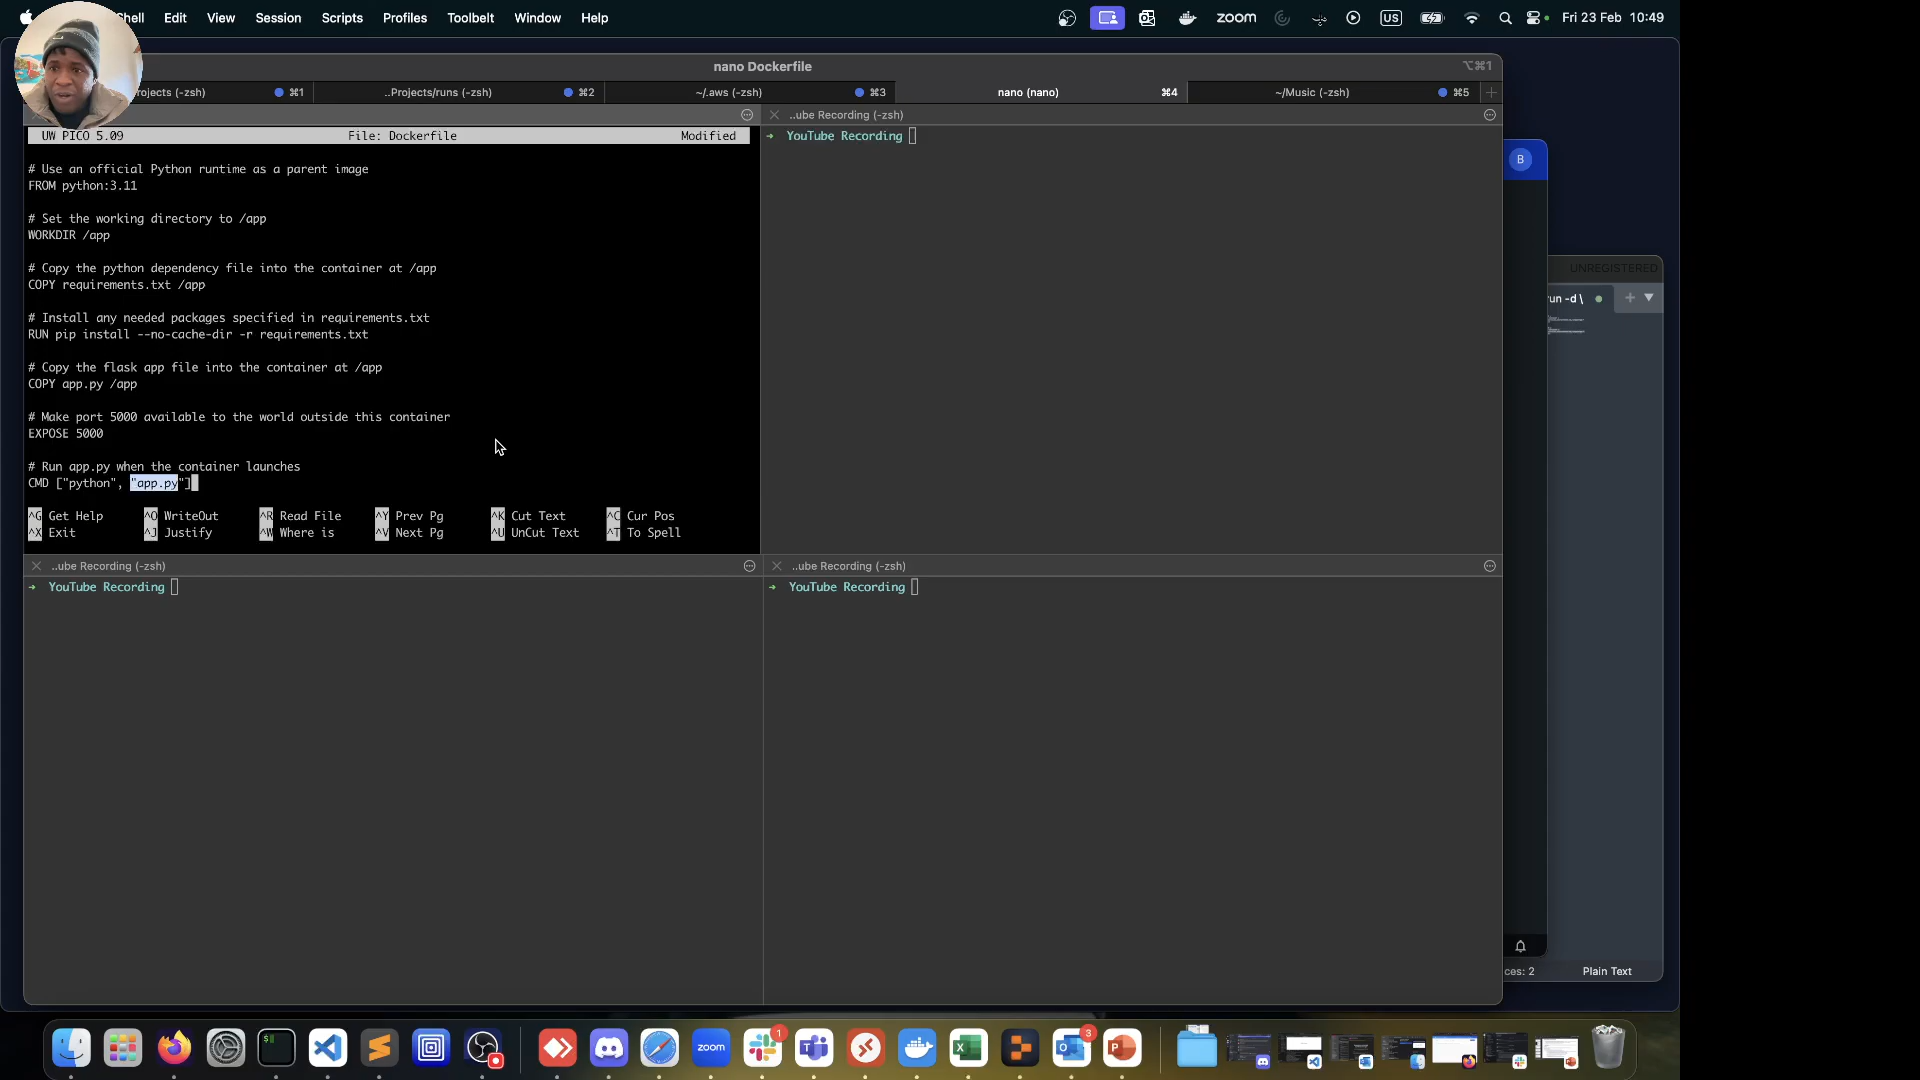 Shell Edit View Session Scripts Profiles Toolbelt Window Help
zoom US Fri 23 Feb 10:49
nano Dockerfile
⌥⌘1
rojects (-zsh) ⌘1
..Projects/runs (-zsh) ⌘2
~/.aws (-zsh) ⌘3
nano (nano) ⌘4
~/Music (-zsh) ⌘5
UW PICO 5.09 File: Dockerfile Modified
# Use an official Python runtime as a parent image
FROM python:3.11
# Set the working directory to /app
WORKDIR /app
# Copy the python dependency file into the container at /app
COPY requirements.txt /app
# Install any needed packages specified in requirements.txt
RUN pip install --no-cache-dir -r requirements.txt
# Copy the flask app file into the container at /app
COPY app.py /app
# Make port 5000 available to the world outside this container
EXPOSE 5000
# Run app.py when the container launches
CMD ["python", "app.py"]
^G Get Help ^O WriteOut ^R Read File ^Y Prev Pg ^K Cut Text ^C Cur Pos
^X Exit ^J Justify ^W Where is ^V Next Pg ^U UnCut Text ^T To Spell
..ube Recording (-zsh)
→ YouTube Recording
..ube Recording (-zsh)
→ YouTube Recording
..ube Recording (-zsh)
→ YouTube Recording
B
UNREGISTERED
un -d \
ces: 2 Plain Text
zoom
1
3